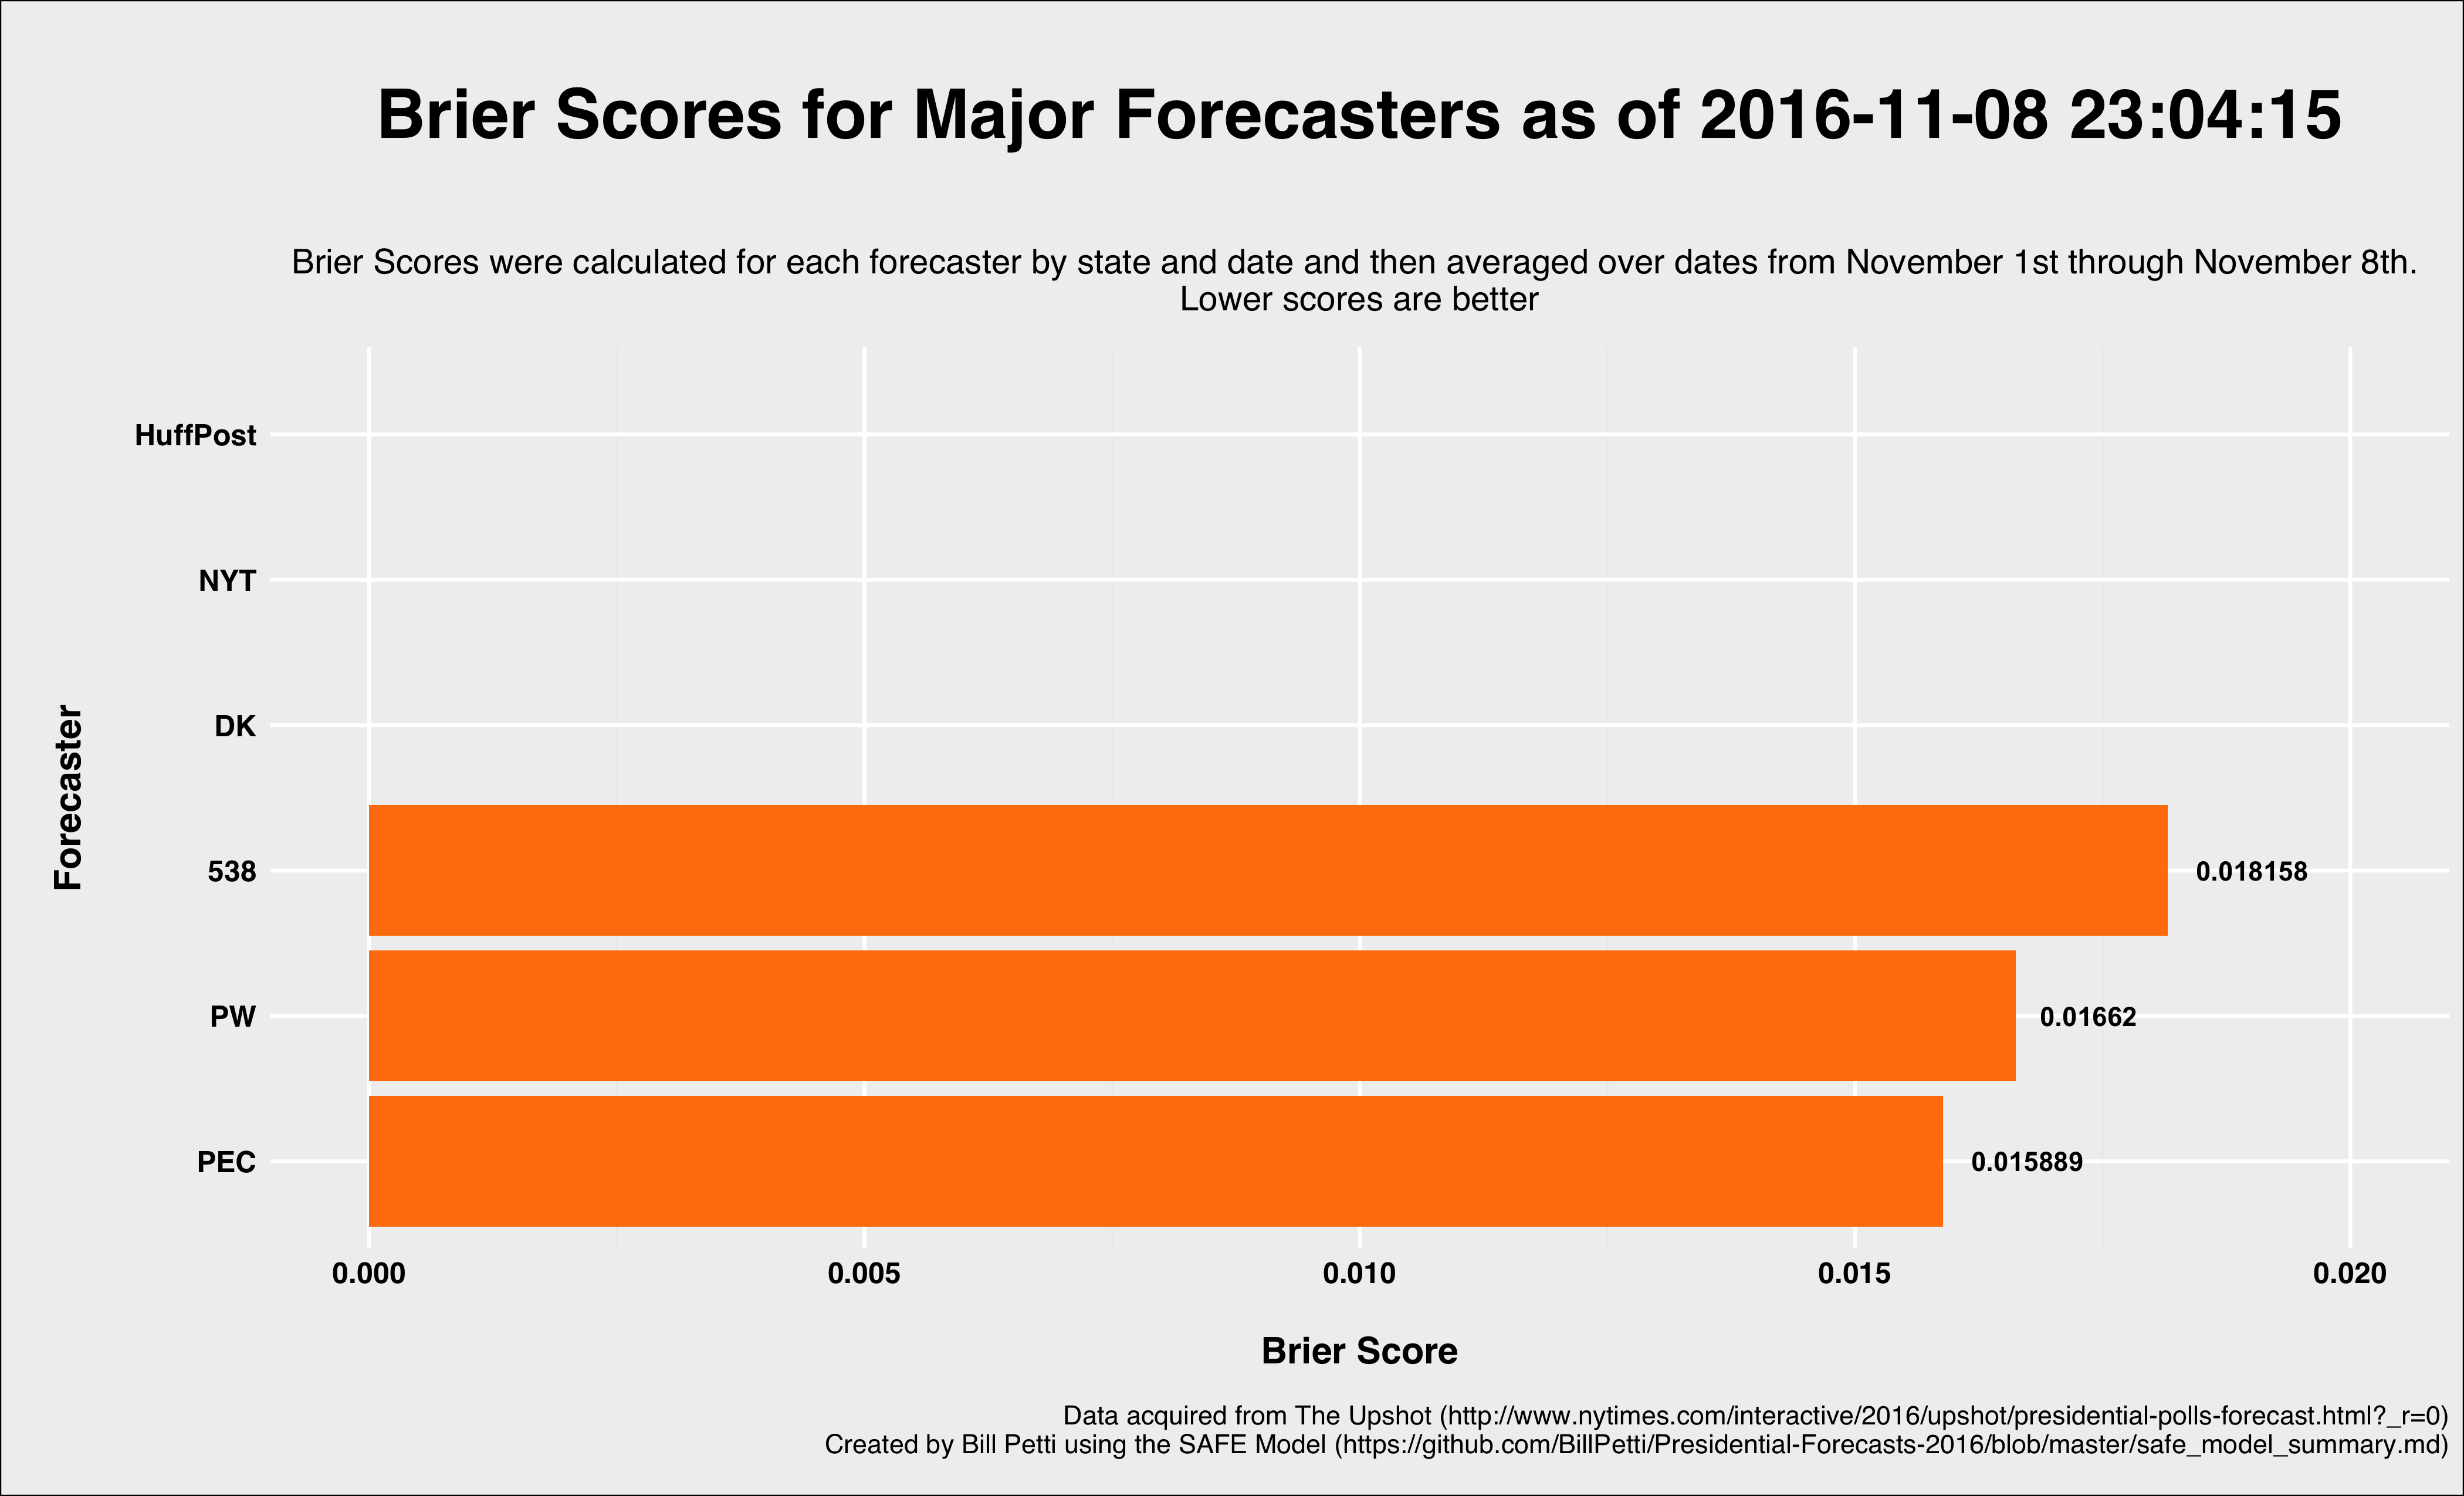 Brier Scores for Major Forecasters as of 2016-11-08 23:04:15
Brier Scores were calculated for each forecaster by state and date and then averaged over dates from November 1st through November 8th.
Lower scores are better
Forecaster
HuffPost
NYT
DK
538
0.018158
PW
0.01662
PEC
0.015889
0.000
0.005
0.010
0.015
0.020
Brier Score
Data acquired from The Upshot (http://www.nytimes.com/interactive/2016/upshot/presidential-polls-forecast.html?_r=0)
Created by Bill Petti using the SAFE Model (https://github.com/BillPetti/Presidential-Forecasts-2016/blob/master/safe_model_summary.md)